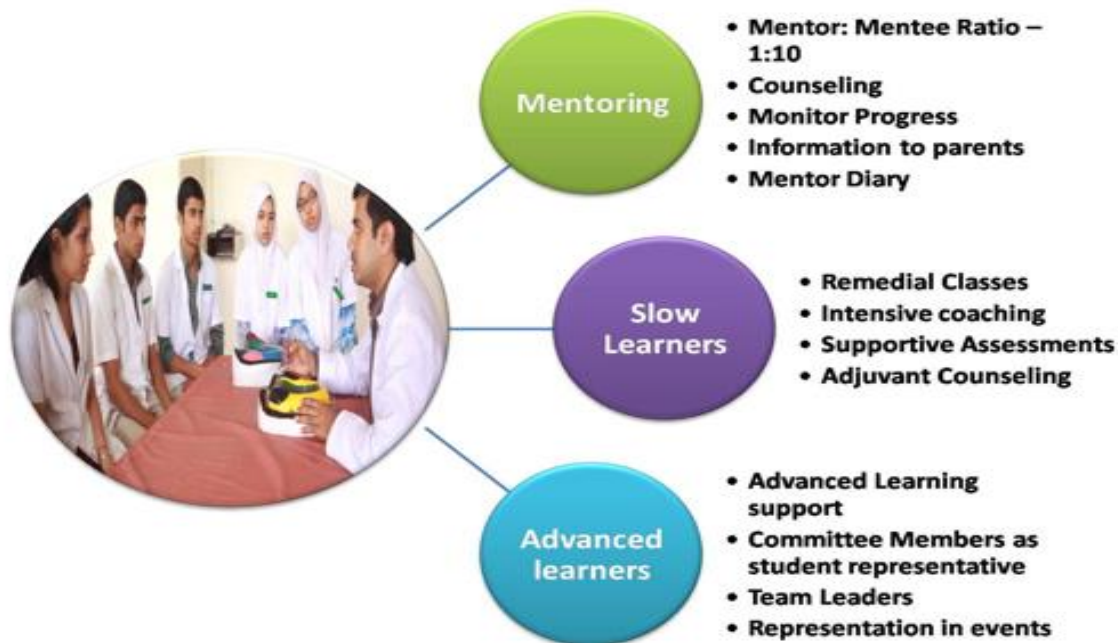 Mentoring
• Mentor: Mentee Ratio –
1:10
• Counseling
• Monitor Progress
• Information to parents
• Mentor Diary
Slow
Learners
• Remedial Classes
• Intensive coaching
• Supportive Assessments
• Adjuvant Counseling
Advanced
learners
• Advanced Learning
support
• Committee Members as
student representative
• Team Leaders
• Representation in events